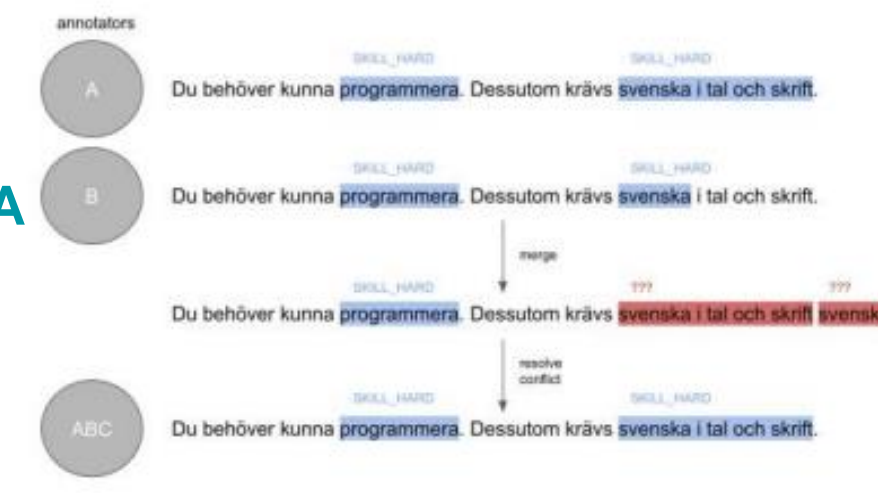 annotators
SKILL_HARD SKILL_HARD
A Du behöver kunna programmera. Dessutom krävs svenska i tal och skrift.
A
SKILL_HARD SKILL_HARD
B Du behöver kunna programmera. Dessutom krävs svenska i tal och skrift.
merge
SKILL_HARD ??? ???
Du behöver kunna programmera. Dessutom krävs svenska i tal och skrift svensk
resolve
conflict
SKILL_HARD SKILL_HARD
ABC Du behöver kunna programmera. Dessutom krävs svenska i tal och skrift.